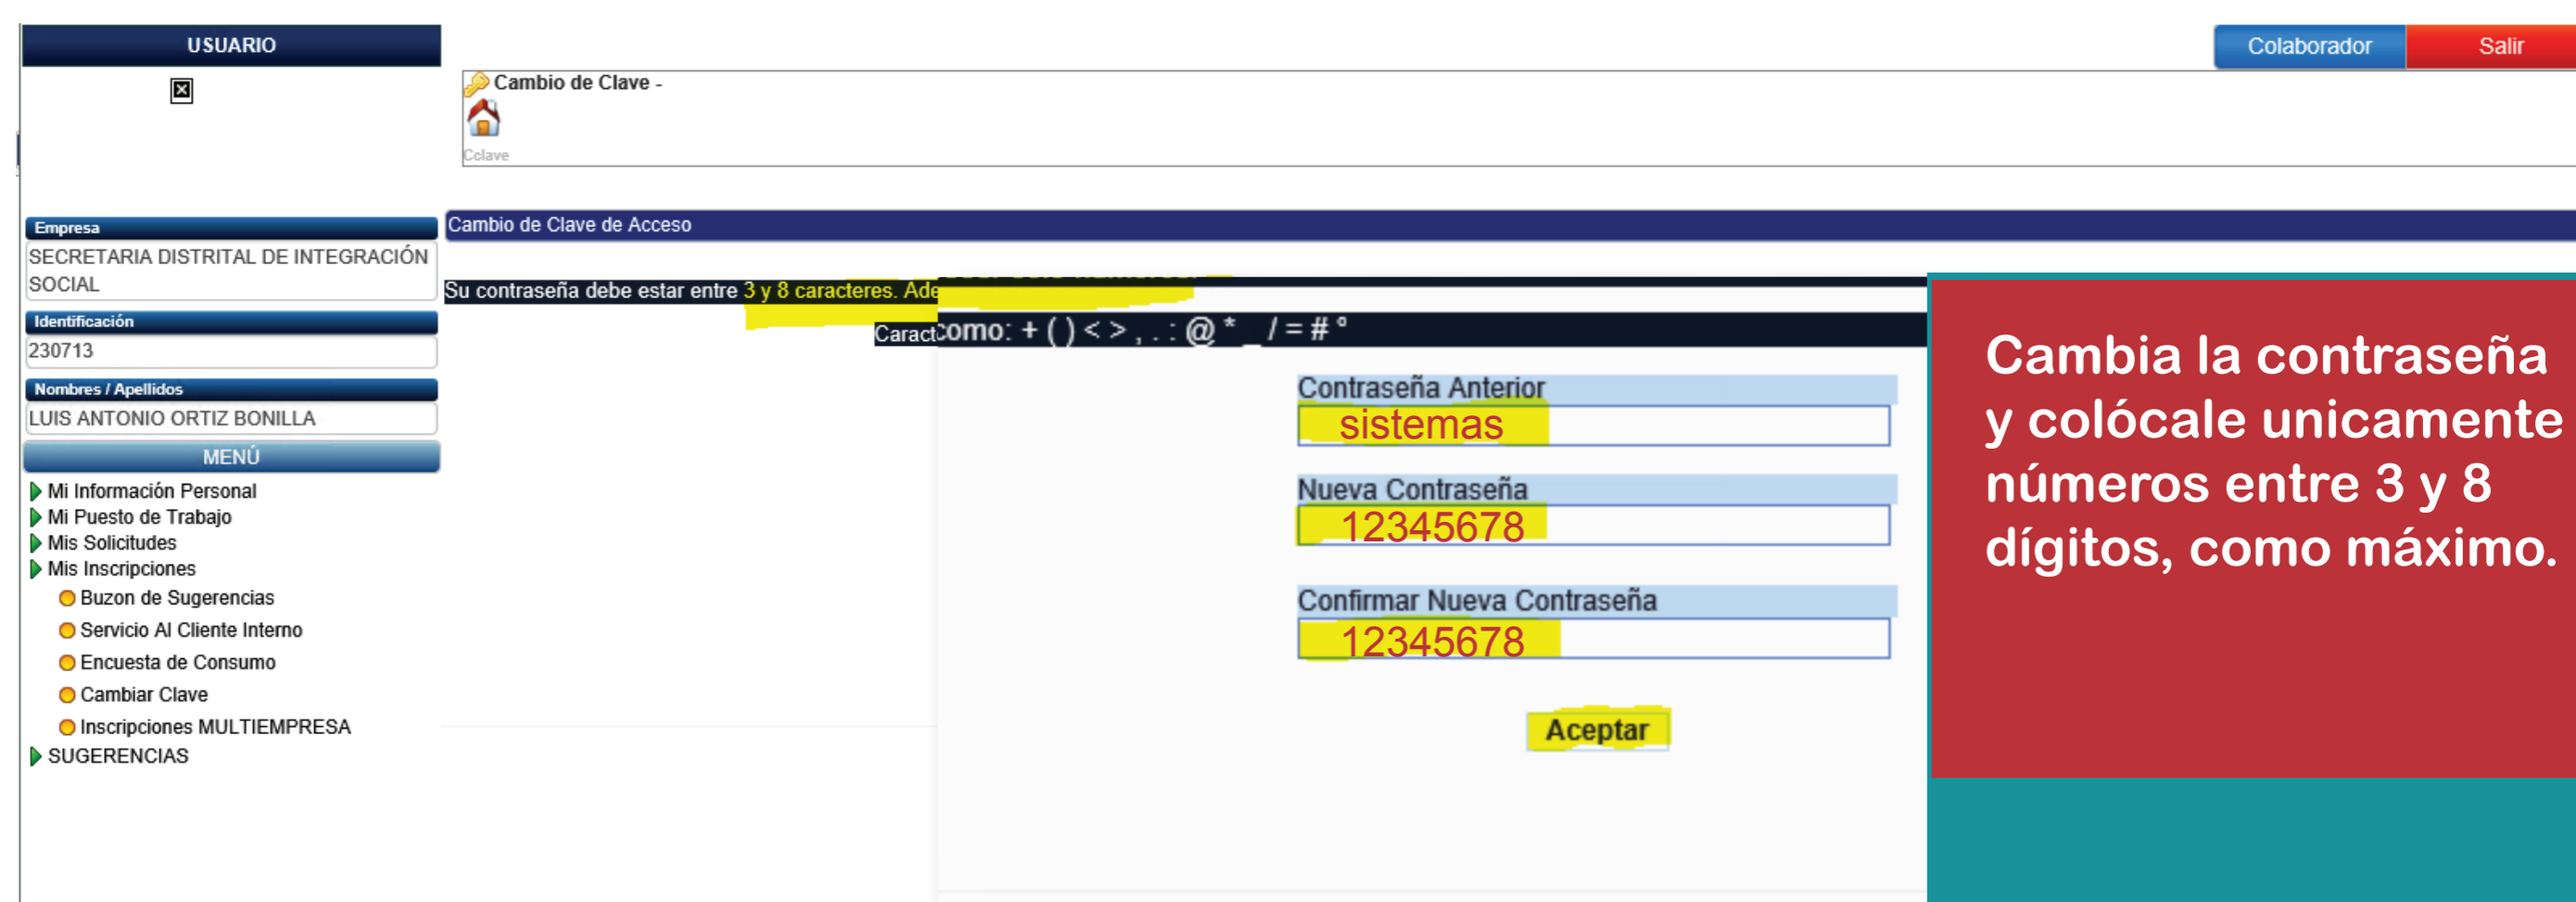 USUARIO
Colaborador
Salir
Cambio de Clave -
Cclave
Empresa
SECRETARIA DISTRITAL DE INTEGRACIÓN
SOCIAL
Identificación
230713
Nombres / Apellidos
LUIS ANTONIO ORTIZ BONILLA
MENÚ
Mi Información Personal
Mi Puesto de Trabajo
Mis Solicitudes
Mis Inscripciones
Buzon de Sugerencias
Servicio Al Cliente Interno
Encuesta de Consumo
Cambiar Clave
Inscripciones MULTIEMPRESA
SUGERENCIAS
Cambio de Clave de Acceso
Su contraseña debe estar entre 3 y 8 caracteres. Ade
Caract
como: + ( ) < > , . : @ * _ / = # °
Contraseña Anterior
sistemas
Nueva Contraseña
12345678
Confirmar Nueva Contraseña
12345678
Aceptar
Cambia la contraseña
y colócale unicamente
números entre 3 y 8
dígitos, como máximo.